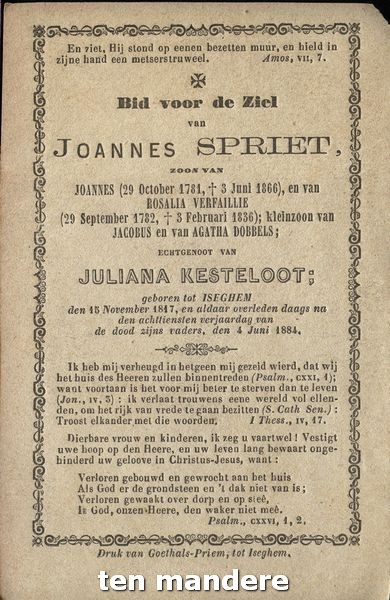 En ziet, Hij stond op eenen bezetten muur, en hield in
zijne hand een metserstruweel. Amos, VII, 7.
Bid voor de Ziel
van
JOANNES SPRIET,
ZOON VAN
JOANNES (29 October 1781, † 3 Juni 1866), en van
ROSALIA VERFAILLIE
(29 September 1782, † 3 Februari 1836); kleinzoon van
JACOBUS en van AGATHA DOBBELS;
ECHTGENOOT VAN
JULIANA KESTELOOT;
geboren tot ISEGHEM
den 15 November 1817, en aldaar overleden daags na
den achttiensten verjaardag van
de dood zijns vaders, den 4 Juni 1884.
Ik heb mij verheugd in hetgeen mij gezeid wierd, dat wij
het huis des Heeren zullen binnentreden (Psalm., CXXI, 1);
want voortaan is het voor mij beter te sterven dan te leven
(Jon., IV, 3) : ik verlaat trouwens eene wereld vol ellen-
den, om het rijk van vrede te gaan bezitten (S. Cath Sen.) :
Troost elkander met die woorden. I Thess., IV, 17.
Dierbare vrouw en kinderen, ik zeg u vaartwel ! Vestigt
uwe hoop op den Heere, en uw leven lang bewaart onge-
hinderd uw geloove in Christus-Jesus, want :
Verloren gebouwd en gewrocht aan het huis
Als God er de grondsteen en 't dak niet van is;
Verloren gewaakt over dorp en op sleê,
Is God, onzen Heere, den waker niet meê.
Psalm., CXXVI, 1, 2.
Druk van Goethals-Priem, tot Iseghem.
ten mandere